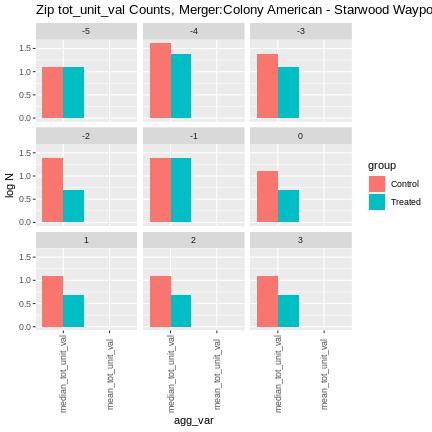 Zip tot_unit_val Counts, Merger:Colony American - Starwood Waypo
-5
-4
-3
1.5
1.0
0.5
0.0
-2
-1
0
1.5
1.0
0.5
0.0
1
2
3
1.5
1.0
0.5
0.0
log N
median_tot_unit_val
mean_tot_unit_val
median_tot_unit_val
mean_tot_unit_val
median_tot_unit_val
mean_tot_unit_val
agg_var
group
Control
Treated